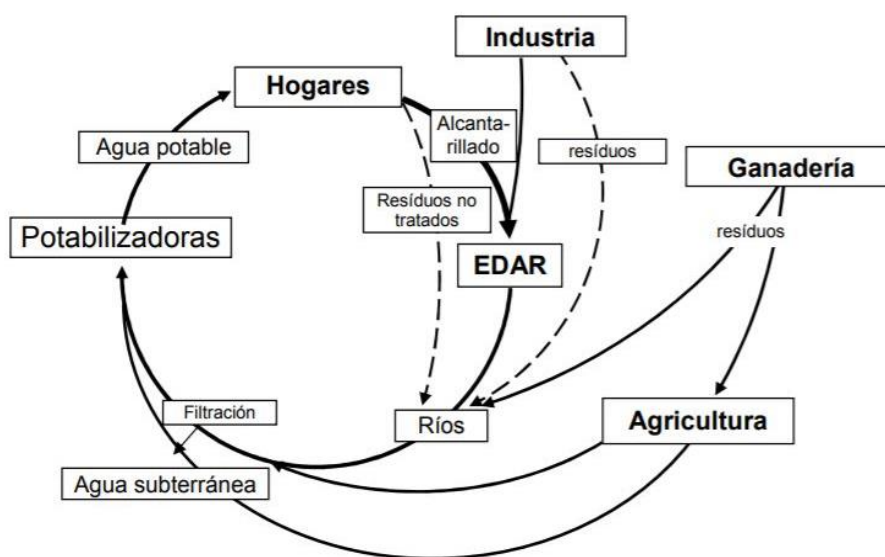 Industria
Hogares
Alcanta-
rillado
resíduos
Agua potable
Ganadería
Resíduos no
tratados
resíduos
Potabilizadoras
EDAR
Filtración
Ríos
Agricultura
Agua subterránea